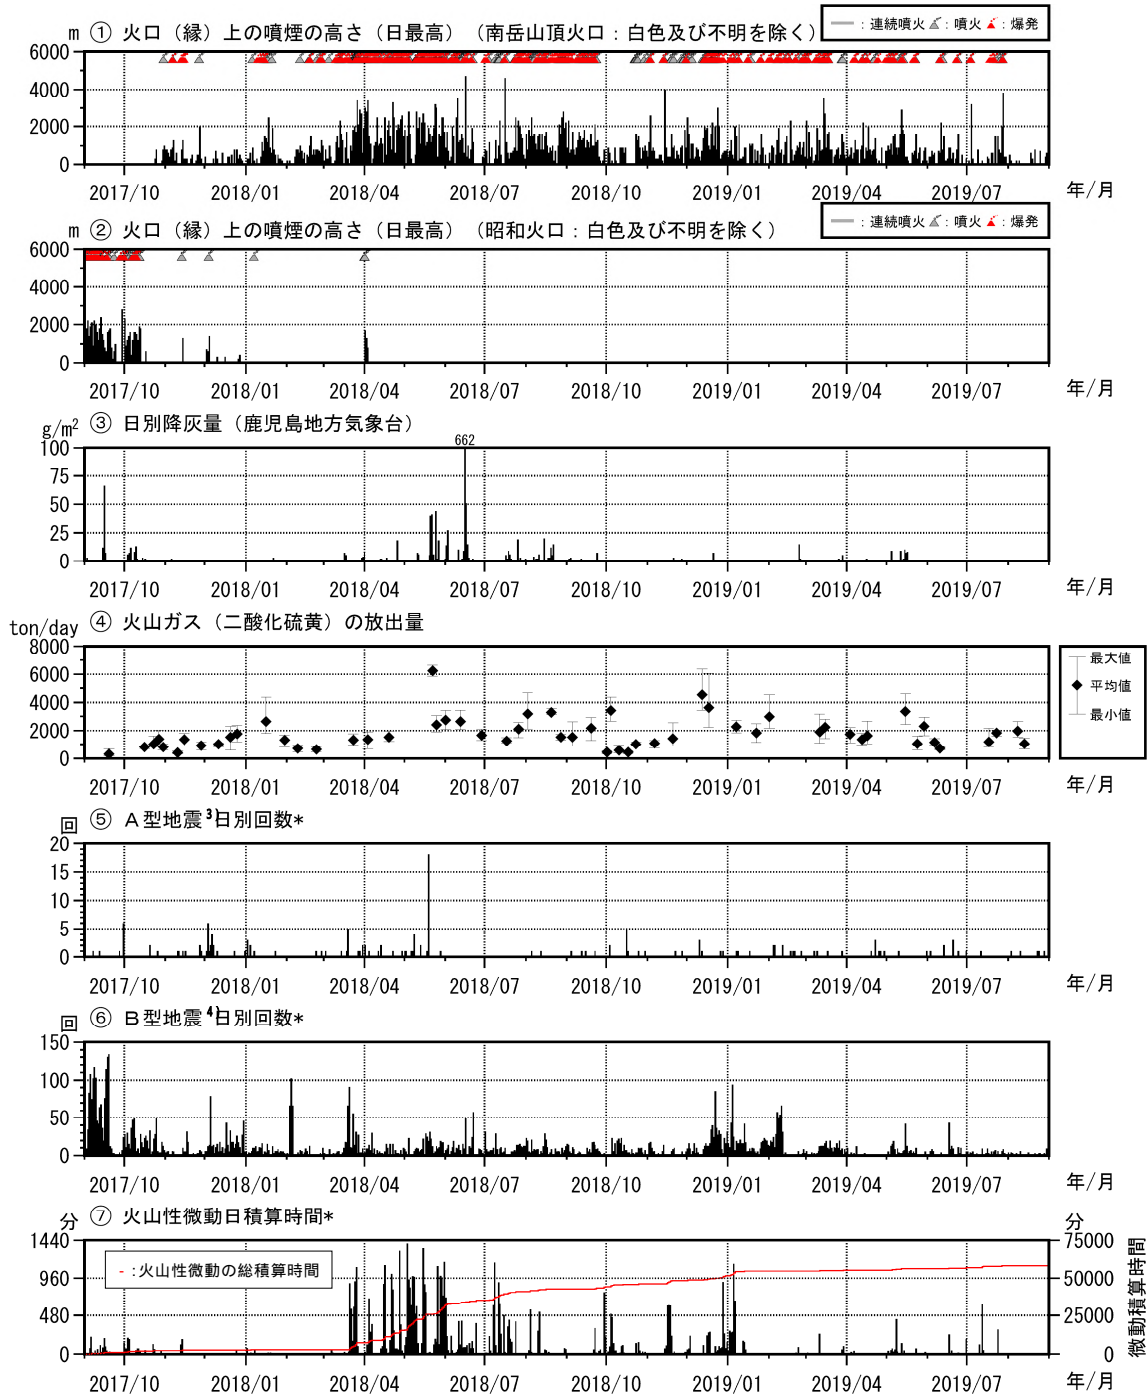 m ① 火口（縁）上の噴煙の高さ（日最高）（南岳山頂火口：白色及び不明を除く）
：連続噴火 ：噴火 ：爆発
6000
4000
2000
0
2017/10 2018/01 2018/04 2018/07 2018/10 2019/01 2019/04 2019/07 年/月
m ② 火口（縁）上の噴煙の高さ（日最高）（昭和火口：白色及び不明を除く）
：連続噴火 ：噴火 ：爆発
6000
4000
2000
0
2017/10 2018/01 2018/04 2018/07 2018/10 2019/01 2019/04 2019/07 年/月
g/m² ③ 日別降灰量（鹿児島地方気象台）
662
100
75
50
25
0
2017/10 2018/01 2018/04 2018/07 2018/10 2019/01 2019/04 2019/07 年/月
ton/day ④ 火山ガス（二酸化硫黄）の放出量
8000
6000
4000
2000
0
最大値
平均値
最小値
2017/10 2018/01 2018/04 2018/07 2018/10 2019/01 2019/04 2019/07 年/月
回 ⑤ A型地震3)日別回数*
20
15
10
5
0
2017/10 2018/01 2018/04 2018/07 2018/10 2019/01 2019/04 2019/07 年/月
回 ⑥ B型地震4)日別回数*
150
100
50
0
2017/10 2018/01 2018/04 2018/07 2018/10 2019/01 2019/04 2019/07 年/月
分 ⑦ 火山性微動日積算時間* 分
1440 75000
960 50000
480 25000
0 0
-:火山性微動の総積算時間
微動積算時間
2017/10 2018/01 2018/04 2018/07 2018/10 2019/01 2019/04 2019/07 年/月